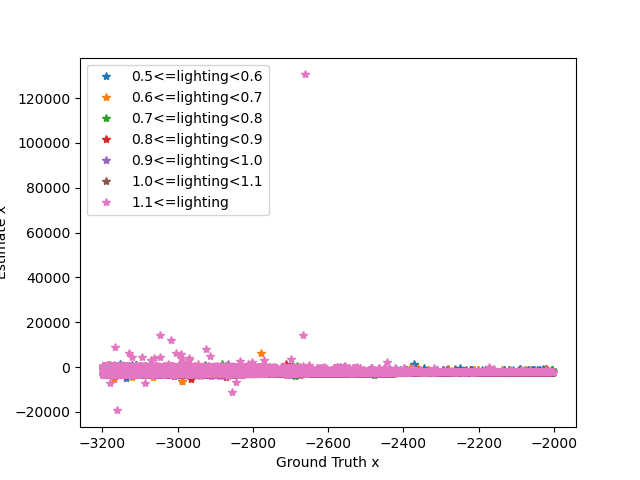 120000
100000
80000
60000
40000
20000
0
−20000
−3200 −3000 −2800 −2600 −2400 −2200 −2000
Ground Truth x
Estimate x
0.5<=lighting<0.6
0.6<=lighting<0.7
0.7<=lighting<0.8
0.8<=lighting<0.9
0.9<=lighting<1.0
1.0<=lighting<1.1
1.1<=lighting